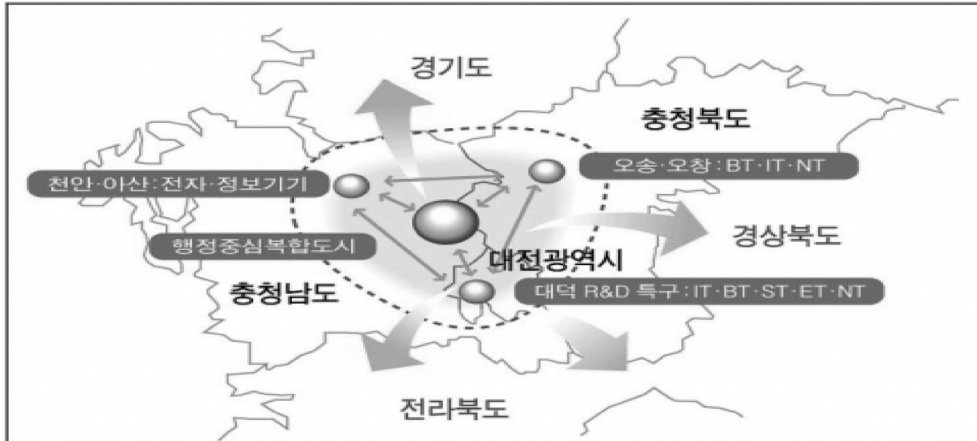 경기도
충청북도
천안·아산:전자·정보기기
오송·오창:BT·IT·NT
행정중심복합도시
경상북도
대전광역시
충청남도
대덕 R&D 특구:IT·BT·ST·ET·NT
전라북도